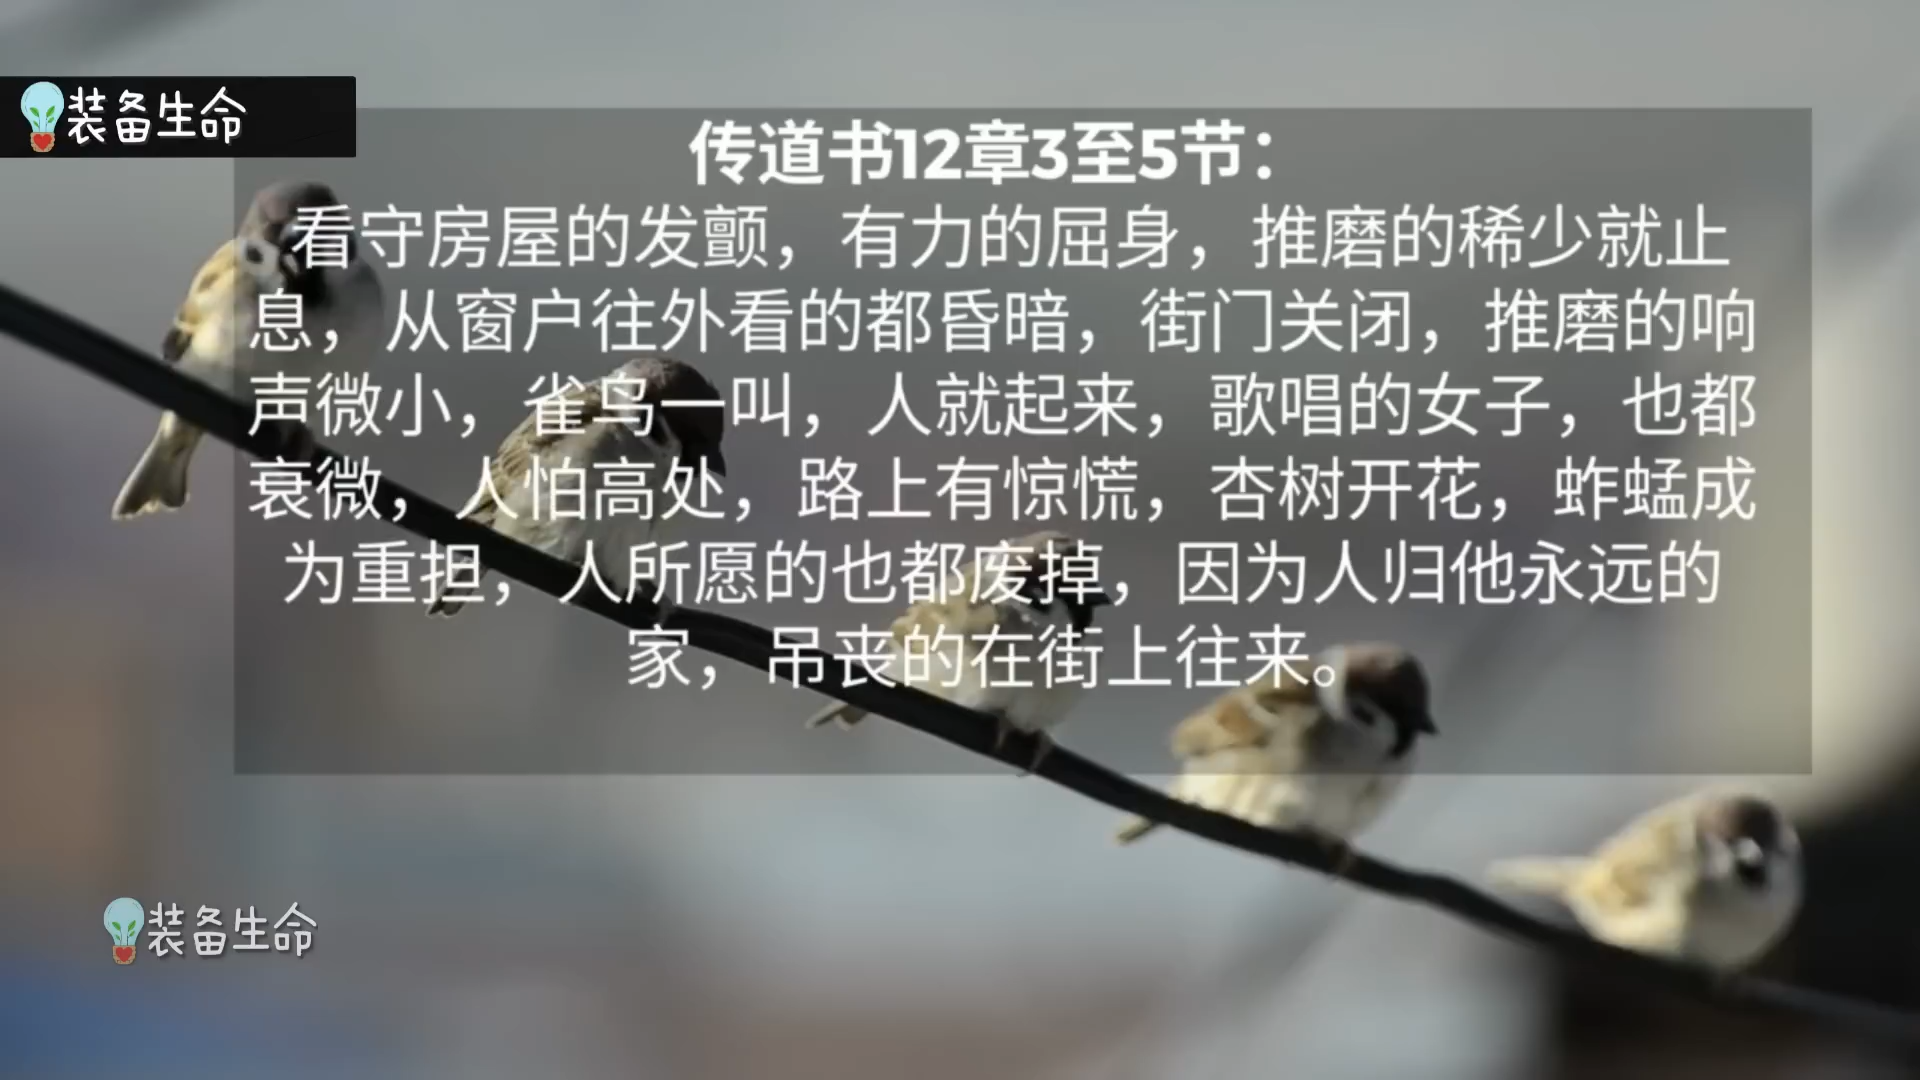 装备生命
传道书12章3至5节：
看守房屋的发颤，有力的屈身，推磨的稀少就止
息，从窗户往外看的都昏暗，街门关闭，推磨的响
声微小，雀鸟一叫，人就起来，歌唱的女子，也都
衰微，人怕高处，路上有惊慌，杏树开花，蚱蜢成
为重担，人所愿的也都废掉，因为人归他永远的
家，吊丧的在街上往来。
装备生命